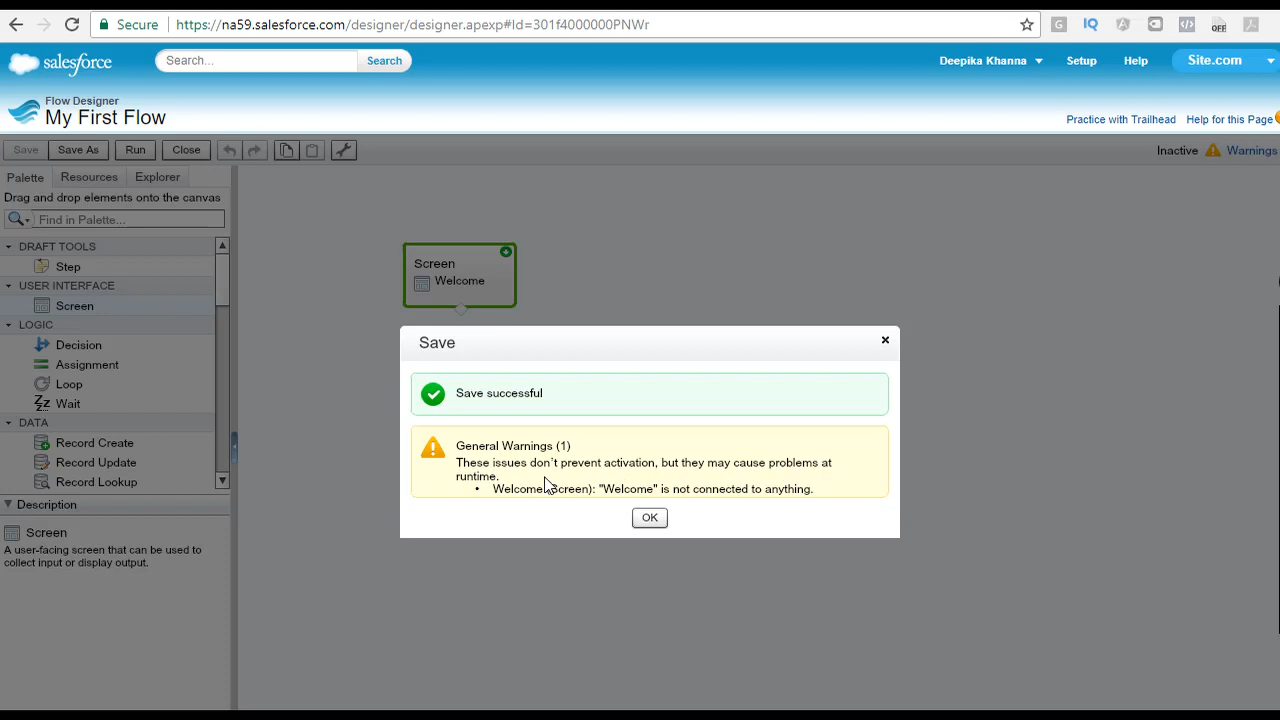 Secure
https://na59.salesforce.com/designer/designer.apexp#Id=301f4000000PNWr
G
IQ
OFF
salesforce
Search...
Search
Deepika Khanna
Setup
Help
Site.com
Flow Designer
My First Flow
Practice with Trailhead
Help for this Page
Save
Save As
Run
Close
Inactive
Warnings
Palette
Resources
Explorer
Drag and drop elements onto the canvas
Find in Palette...
DRAFT TOOLS
Step
USER INTERFACE
Screen
LOGIC
Decision
Assignment
Loop
Wait
DATA
Record Create
Record Update
Record Lookup
Description
Screen
A user-facing screen that can be used to
collect input or display output.
Screen
Welcome
Save
Save successful
General Warnings (1)
These issues don't prevent activation, but they may cause problems at
runtime.
• Welcome (Screen): "Welcome" is not connected to anything.
OK